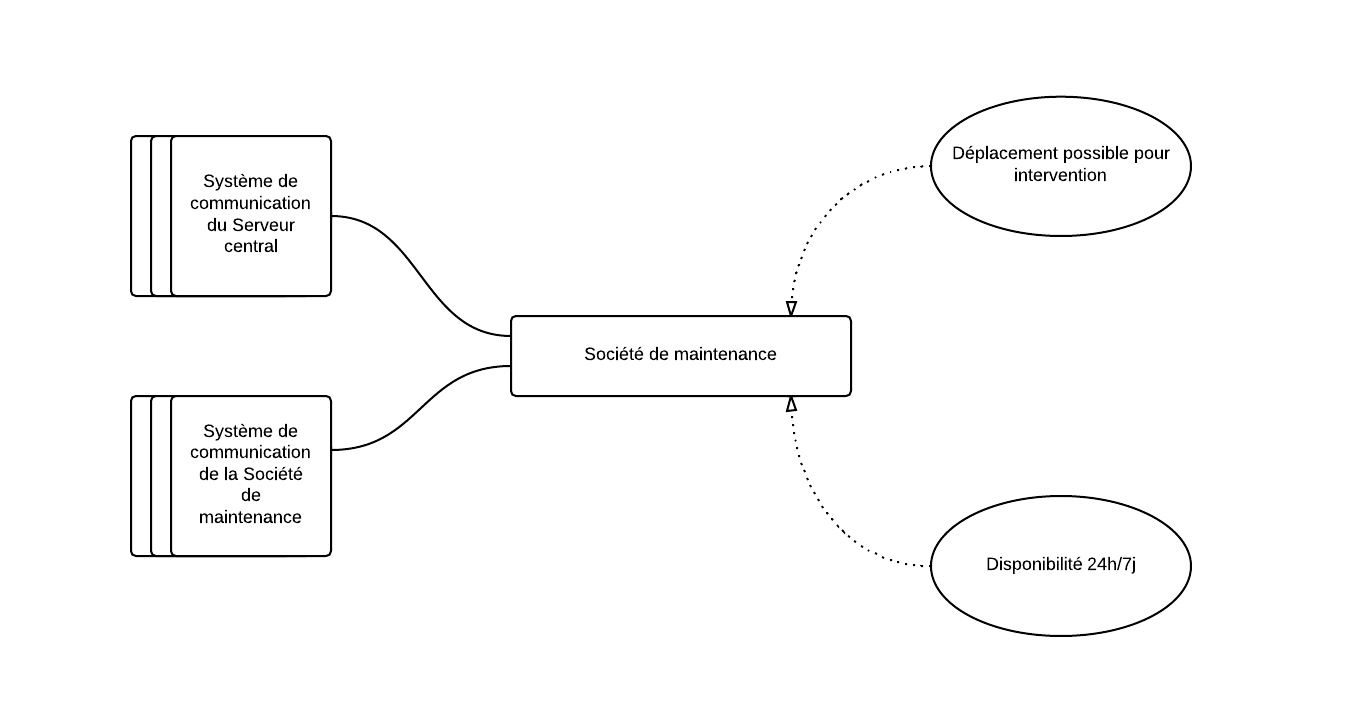 Système de
communication
du Serveur
central
Déplacement possible pour
intervention
Société de maintenance
Système de
communication
de la Société
de
maintenance
Disponibilité 24h/7j